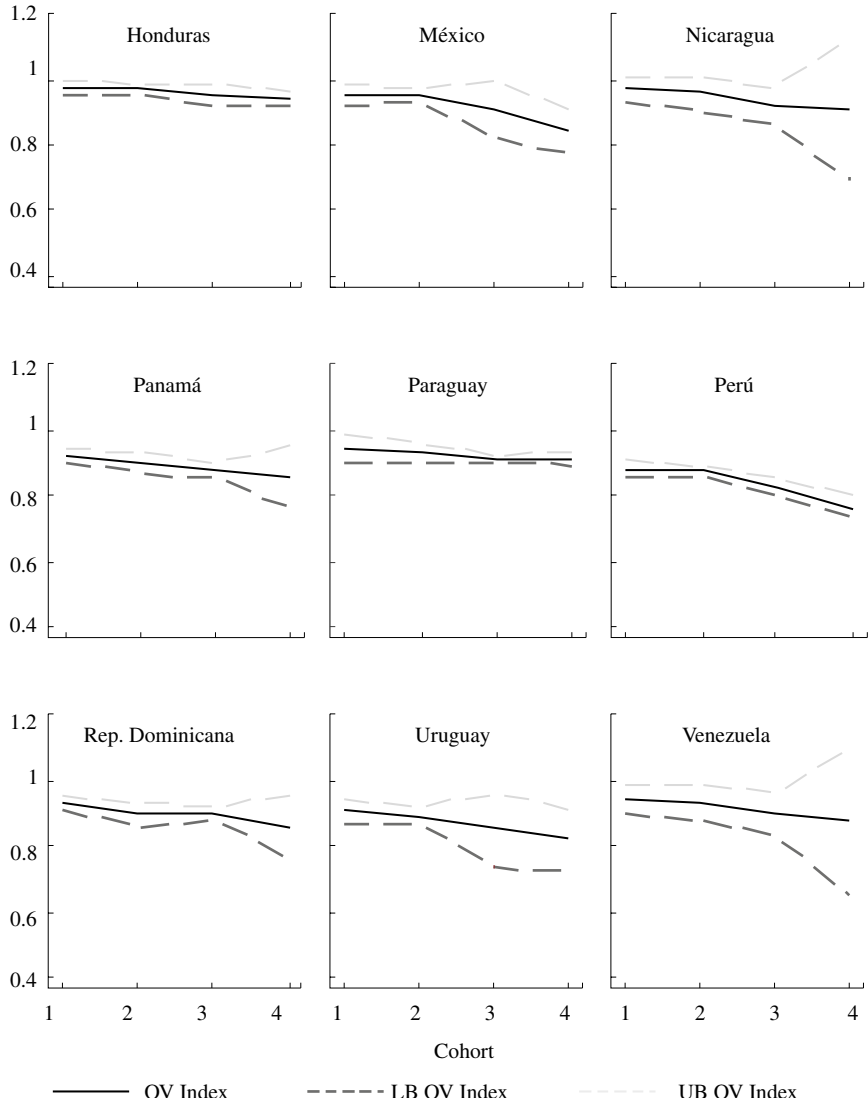 1.2
Honduras México Nicaragua
1
0.8
0.6
0.4
1.2
Panamá Paraguay Perú
1
0.8
0.6
0.4
1.2
Rep. Dominicana Uruguay Venezuela
1
0.8
0.6
0.4
1 2 3 4 1 2 3 4 1 2 3 4
Cohort
OV Index LB OV Index UB OV Index